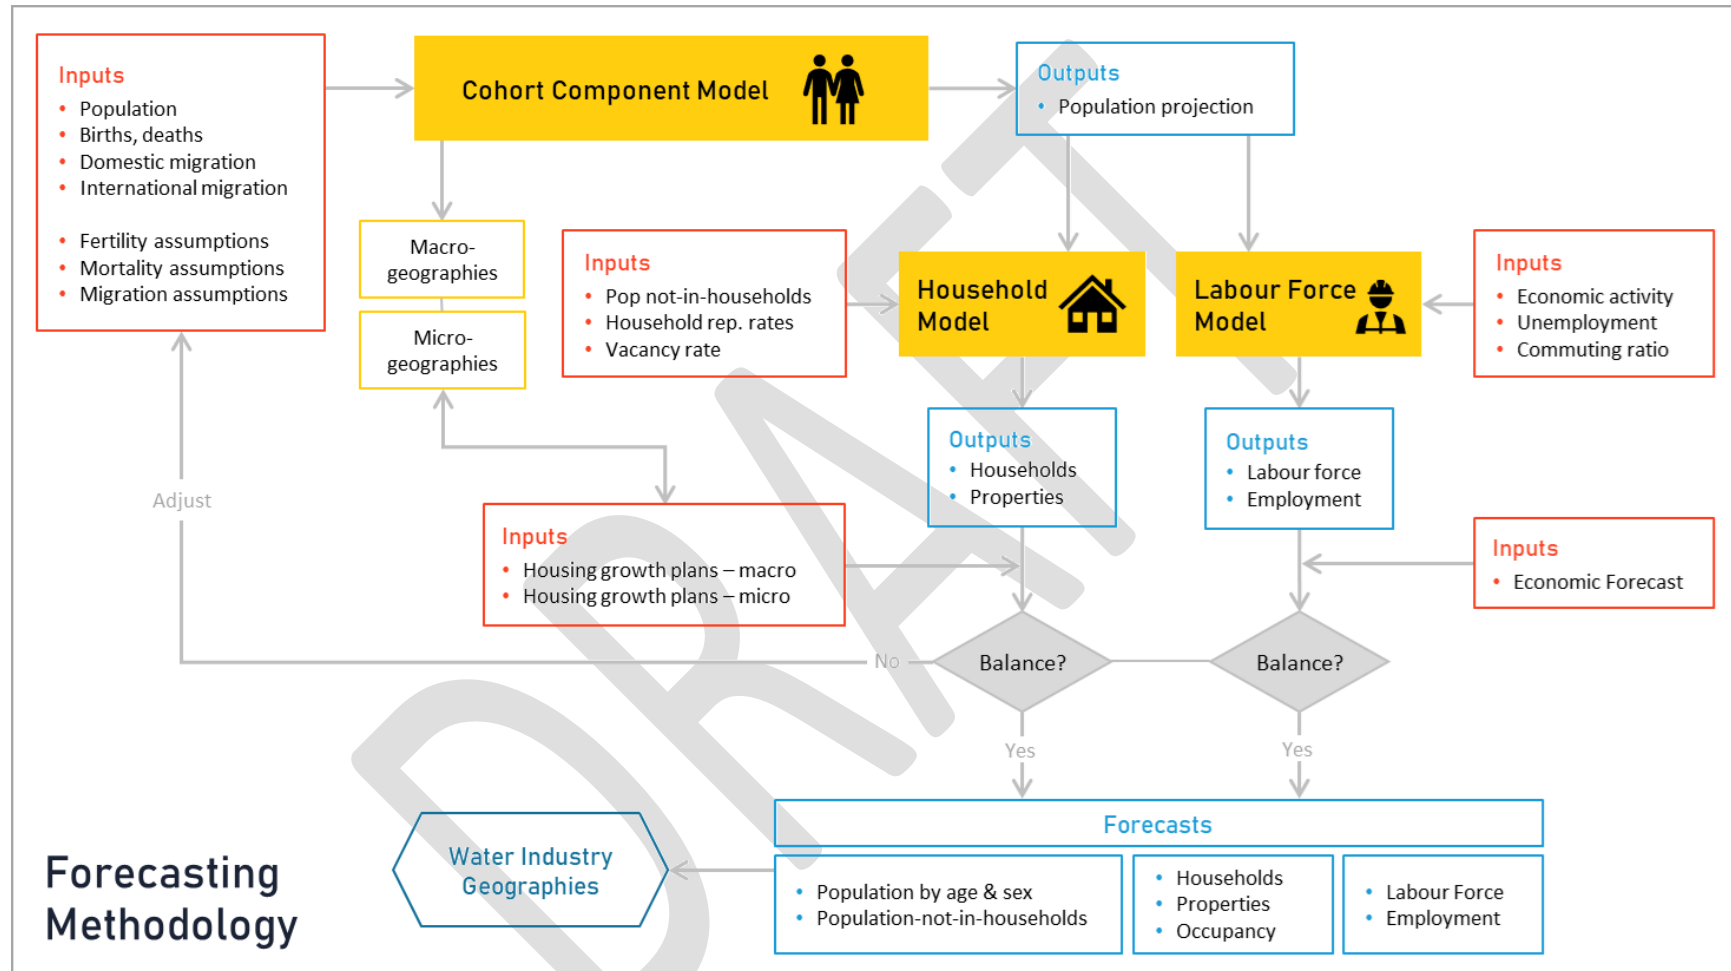 Inputs
• Population
• Births, deaths
• Domestic migration
• International migration
• Fertility assumptions
• Mortality assumptions
• Migration assumptions
Cohort Component Model
Outputs
• Population projection
Macro-
geographies
Micro-
geographies
Inputs
• Pop not-in-households
• Household rep. rates
• Vacancy rate
Household
Model
Labour Force
Model
Inputs
• Economic activity
• Unemployment
• Commuting ratio
Outputs
• Households
• Properties
Outputs
• Labour force
• Employment
Adjust
Inputs
• Housing growth plans – macro
• Housing growth plans – micro
Inputs
• Economic Forecast
No
Balance?
Balance?
Yes
Yes
Forecasts
Water Industry
Geographies
• Population by age & sex
• Population-not-in-households
• Households
• Properties
• Occupancy
• Labour Force
• Employment
Forecasting
Methodology
DRAFT